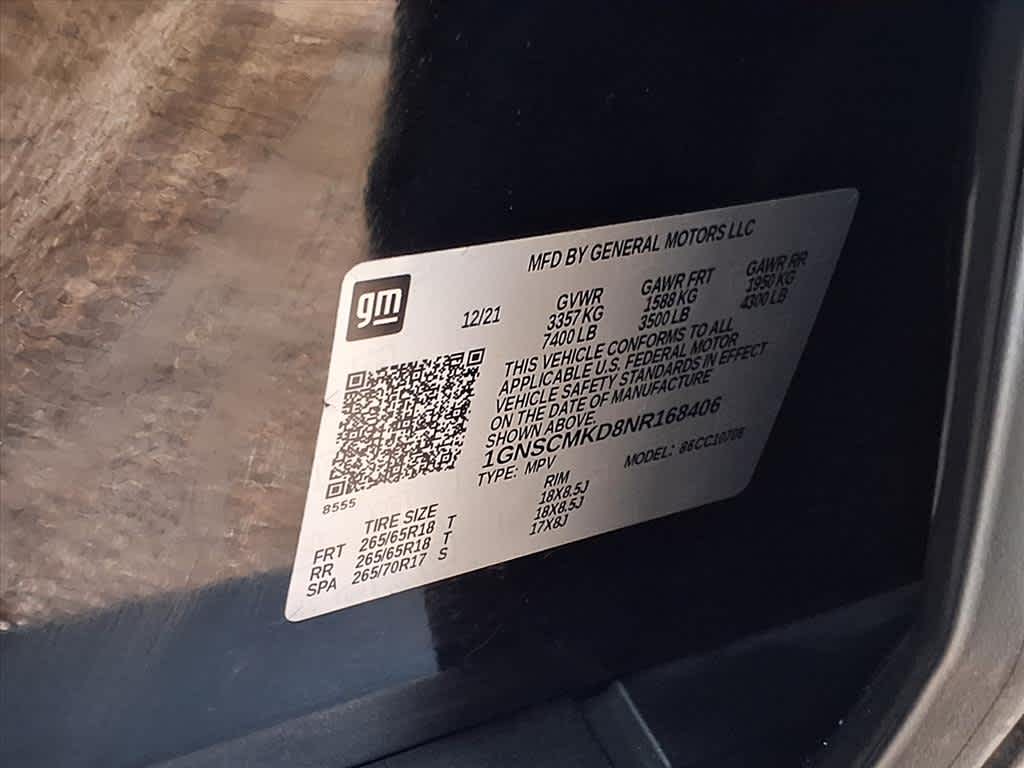 gm
MFD BY GENERAL MOTORS LLC
12/21
GVWR GAWR FRT GAWR RR
3357 KG 1588 KG 1950 KG
7400 LB 3500 LB 4300 LB
THIS VEHICLE CONFORMS TO ALL
APPLICABLE U.S. FEDERAL MOTOR
VEHICLE SAFETY STANDARDS IN EFFECT
ON THE DATE OF MANUFACTURE
SHOWN ABOVE.
1GNSCMKD8NR168406
TYPE: MPV MODEL:
8555
TIRE SIZE RIM
FRT 265/65R18 T 18X8.5J
RR 265/65R18 T 18X8.5J
SPA 265/70R17 S 17X8J